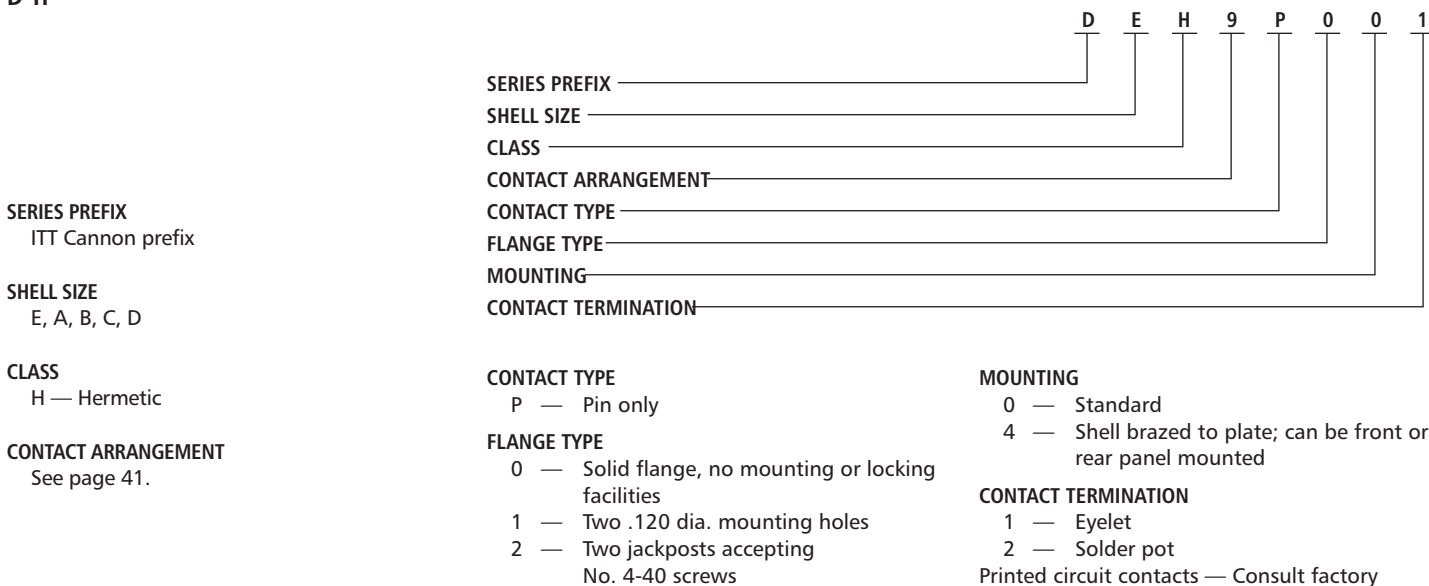 D E H 9 P 0 0 1
SERIES PREFIX
SHELL SIZE
CLASS
CONTACT ARRANGEMENT
CONTACT TYPE
FLANGE TYPE
MOUNTING
CONTACT TERMINATION
SERIES PREFIX
ITT Cannon prefix
SHELL SIZE
E, A, B, C, D
CLASS
H — Hermetic
CONTACT ARRANGEMENT
See page 41.
CONTACT TYPE
P — Pin only
FLANGE TYPE
0 — Solid flange, no mounting or locking
facilities
1 — Two .120 dia. mounting holes
2 — Two jackposts accepting
No. 4-40 screws
MOUNTING
0 — Standard
4 — Shell brazed to plate; can be front or
rear panel mounted
CONTACT TERMINATION
1 — Eyelet
2 — Solder pot
Printed circuit contacts — Consult factory